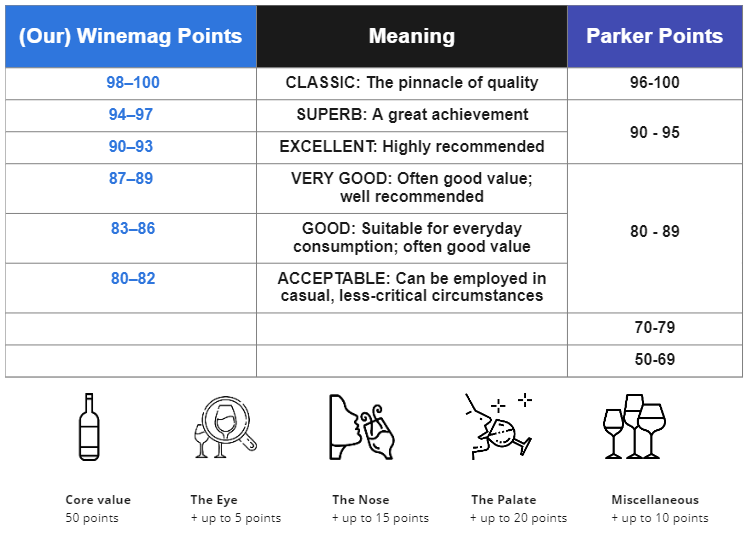 (Our) Winemag Points Meaning Parker Points
98–100 CLASSIC: The pinnacle of quality 96-100
94–97 SUPERB: A great achievement
90 - 95
90–93 EXCELLENT: Highly recommended
87–89 VERY GOOD: Often good value;
well recommended
83–86 GOOD: Suitable for everyday
consumption; often good value
80 - 89
80–82 ACCEPTABLE: Can be employed in
casual, less-critical circumstances
70-79
50-69
Core value The Eye The Nose The Palate Miscellaneous
50 points + up to 5 points + up to 15 points + up to 20 points + up to 10 points